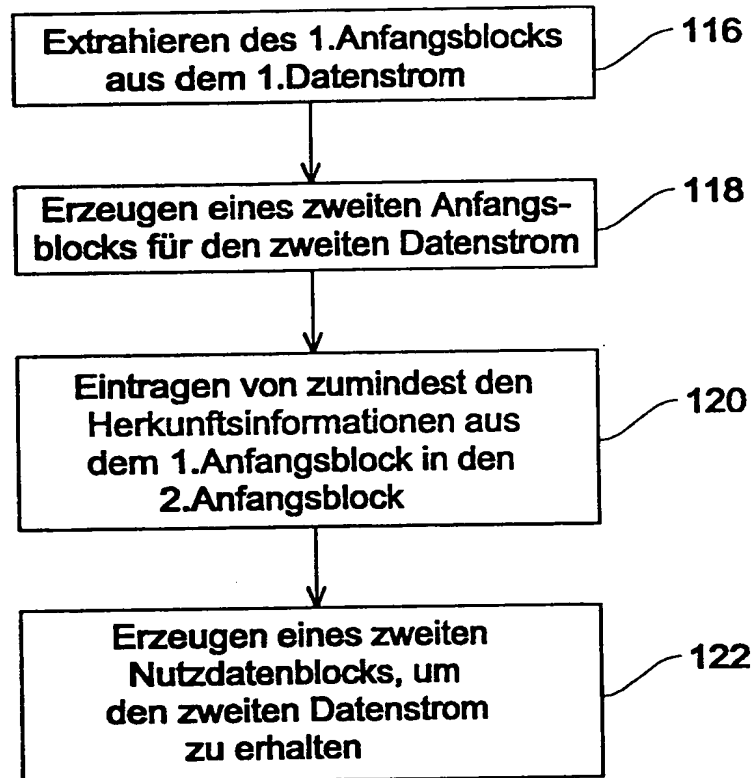 Extrahieren des 1.Anfangsblocks
aus dem 1.Datenstrom
116
Erzeugen eines zweiten Anfangs-
blocks für den zweiten Datenstrom
118
Eintragen von zumindest den
Herkunftsinformationen aus
dem 1.Anfangsblock in den
2.Anfangsblock
120
Erzeugen eines zweiten
Nutzdatenblocks, um
den zweiten Datenstrom
zu erhalten
122